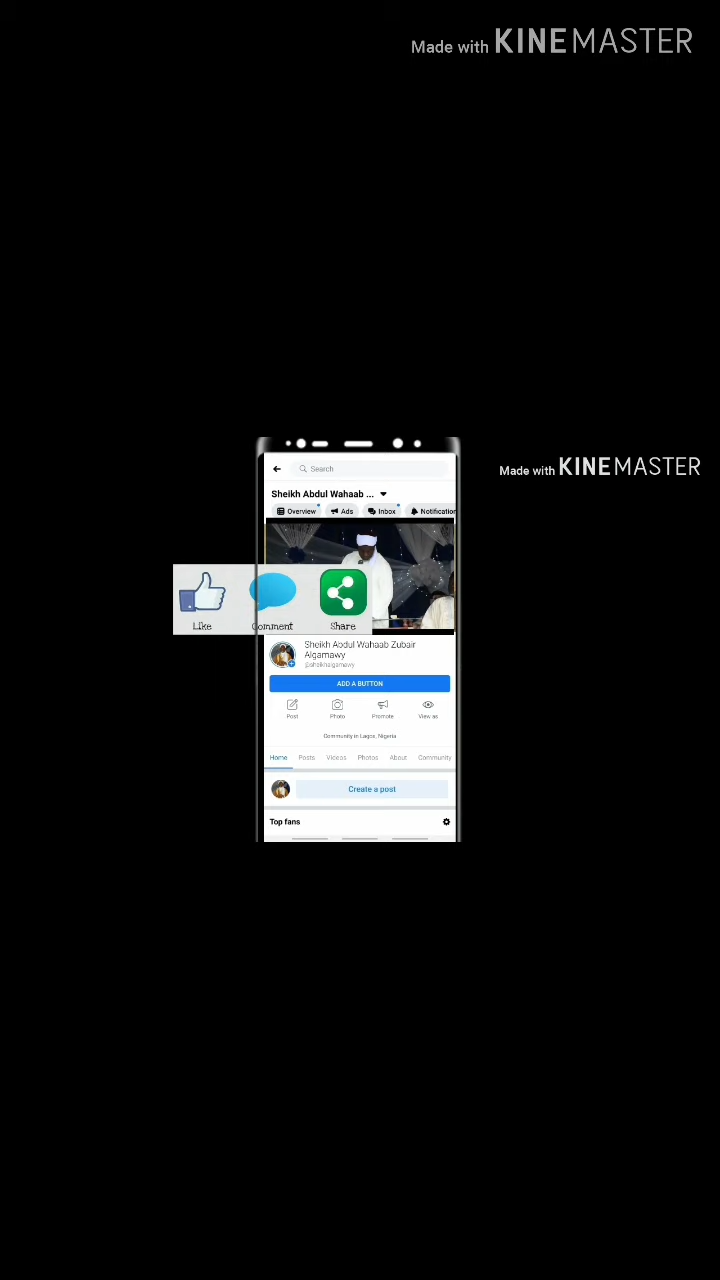 Made with KINEMASTER
Search
Made with KINEMASTER
Sheikh Abdul Wahaab ...
Overview Ads Inbox Notification
Like Comment Share
Sheikh Abdul Wahaab Zubair
Algamawy
@sheikhalgamawy
ADD A BUTTON
Post Photo Promote View as
Community in Lagos, Nigeria
Home Posts Videos Photos About Community
Create a post
Top fans